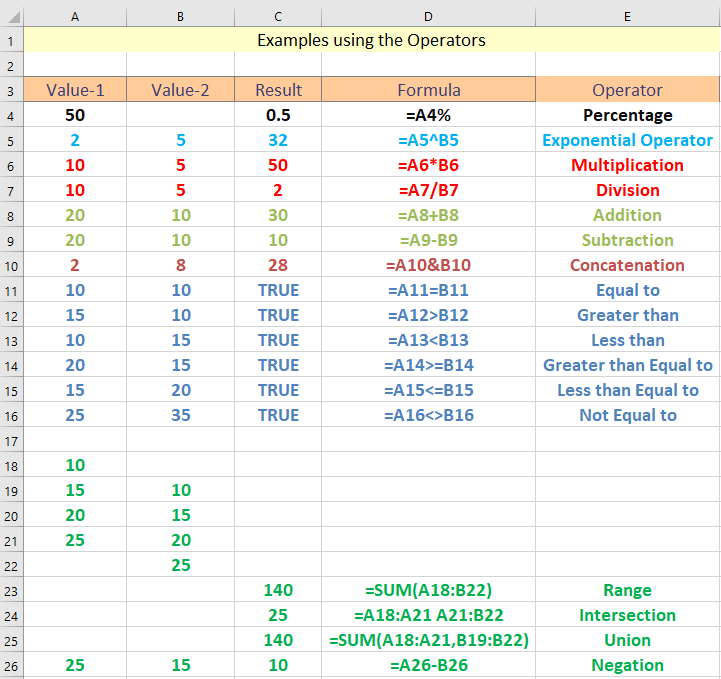 A B C D E
1 Examples using the Operators
2
3 Value-1 Value-2 Result Formula Operator
4 50 0.5 =A4% Percentage
5 2 5 32 =A5^B5 Exponential Operator
6 10 5 50 =A6*B6 Multiplication
7 10 5 2 =A7/B7 Division
8 20 10 30 =A8+B8 Addition
9 20 10 10 =A9-B9 Subtraction
10 2 8 28 =A10&B10 Concatenation
11 10 10 TRUE =A11=B11 Equal to
12 15 10 TRUE =A12>B12 Greater than
13 10 15 TRUE =A13<B13 Less than
14 20 15 TRUE =A14>=B14 Greater than Equal to
15 15 20 TRUE =A15<=B15 Less than Equal to
16 25 35 TRUE =A16<>B16 Not Equal to
17
18 10
19 15 10
20 20 15
21 25 20
22 25
23 140 =SUM(A18:B22) Range
24 25 =A18:A21 A21:B22 Intersection
25 140 =SUM(A18:A21,B19:B22) Union
26 25 15 10 =A26-B26 Negation